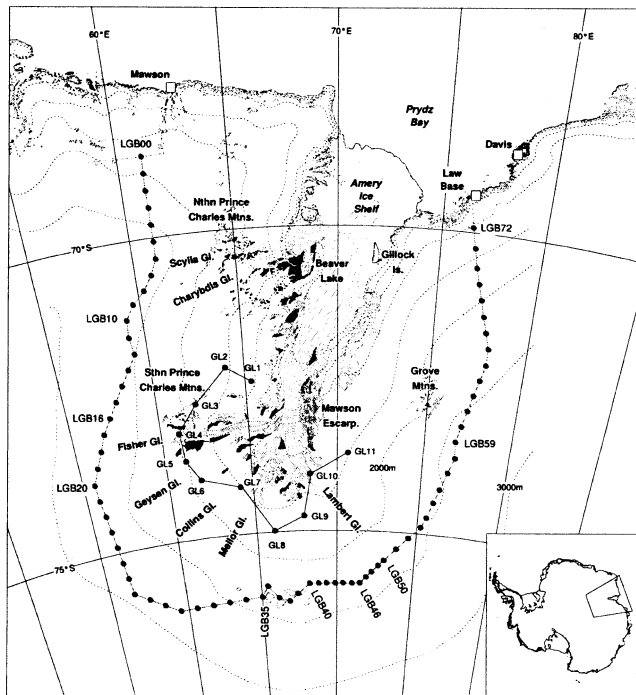 60°E
70°E
80°E
Mawson
Prydz
Bay
LGB00
Davis
Law
Base
Amery
Ice
Shelf
Nthn Prince
Charles Mtns.
LGB72
70°S
Scylla Gl.
Gillock
Is.
Beaver
Lake
Charybdis Gl.
LGB10
GL2
GL1
Sthn Prince
Charles Mtns.
Grove
Mtns.
GL3
Mawson
Escarp.
LGB16
GL4
Fisher Gl.
GL11
LGB59
GL5
2000m
GL10
LGB20
Geysen Gl.
GL6
GL7
3000m
Collins Gl.
Lambert Gl.
Mellor Gl.
GL9
GL8
75°S
LGB50
LGB46
LGB40
LGB35